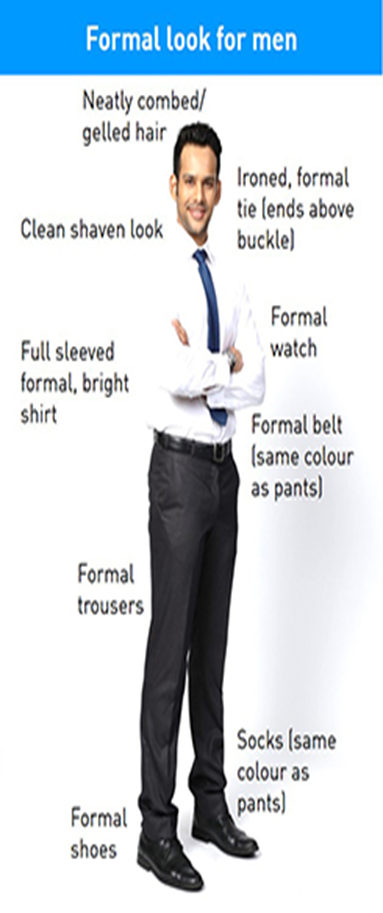 Formal look for men
Neatly combed/
gelled hair
Ironed, formal
tie (ends above
buckle)
Clean shaven look
Formal
watch
Full sleeved
formal, bright
shirt
Formal belt
(same colour
as pants)
Formal
trousers
Socks (same
colour as
pants)
Formal
shoes